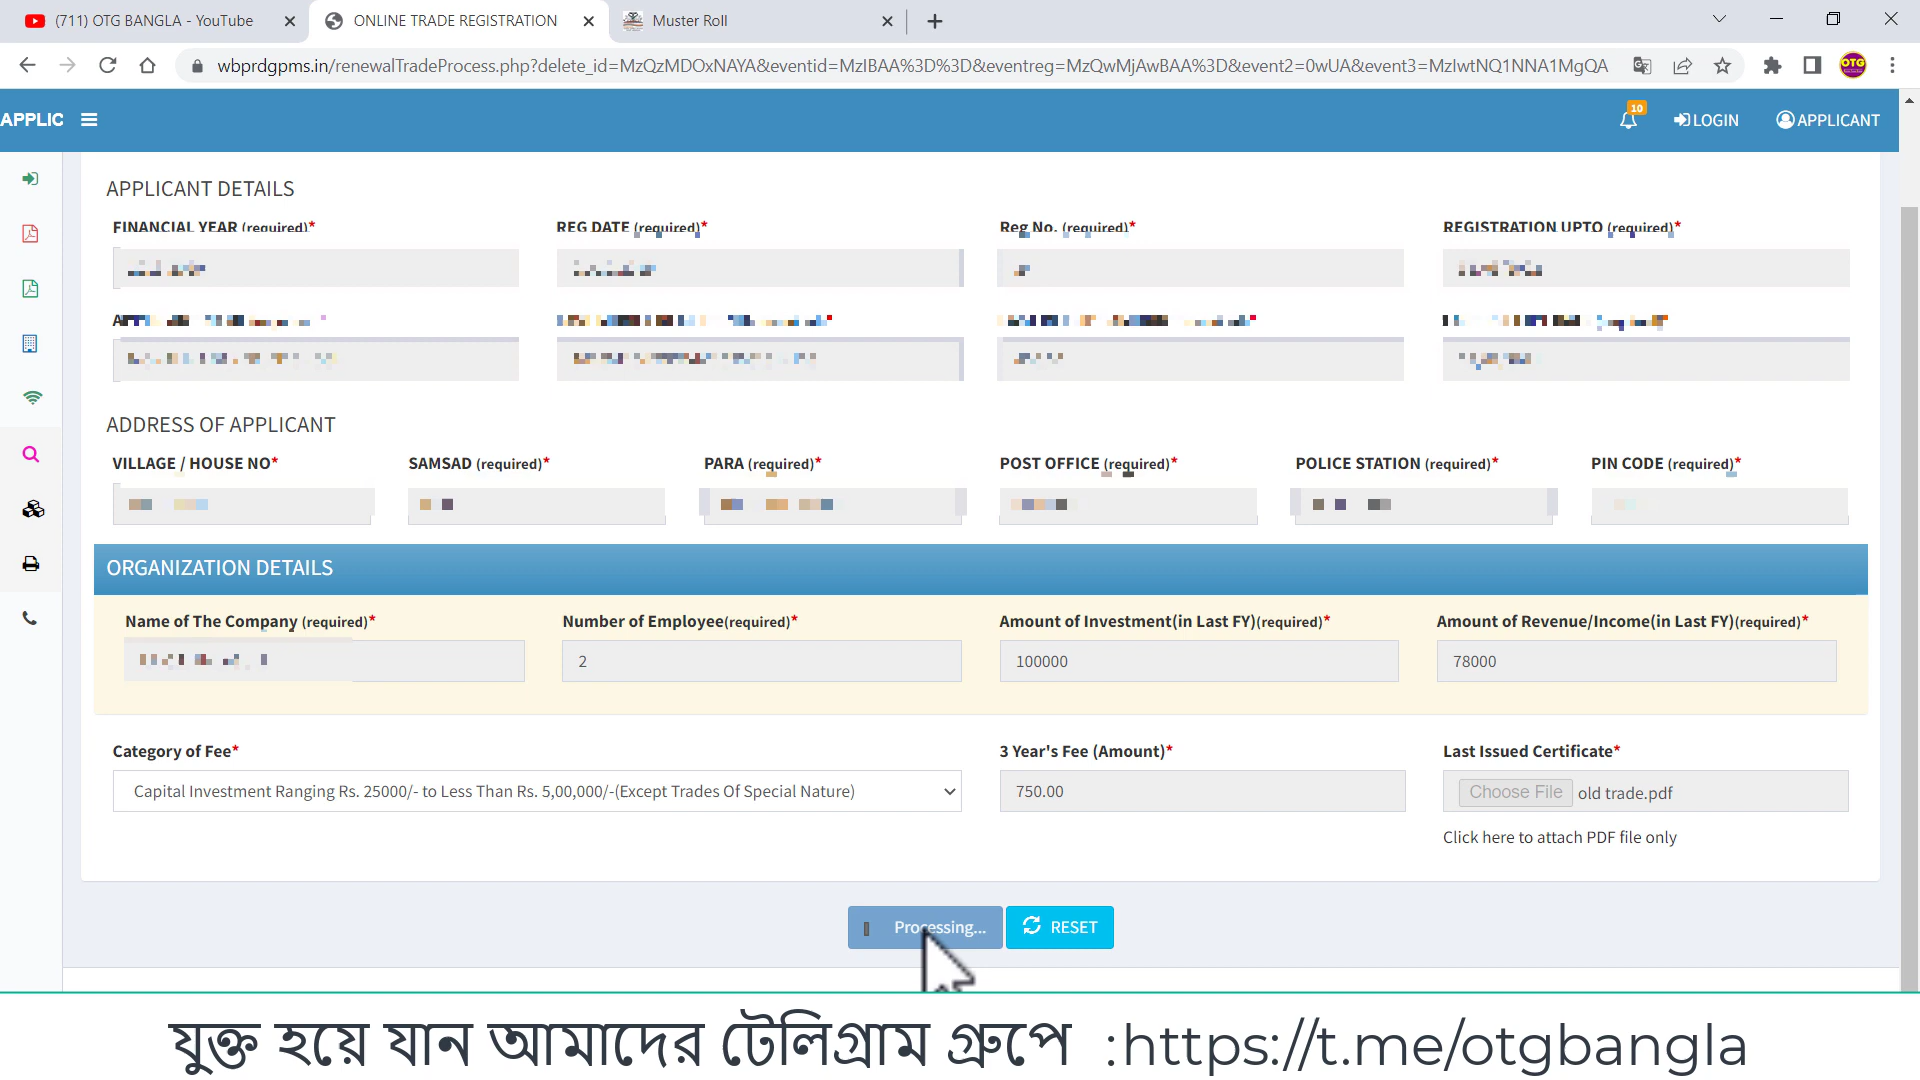 (711) OTG BANGLA - YouTube
ONLINE TRADE REGISTRATION
Muster Roll
wbprdgpms.in/renewalTradeProcess.php?delete_id=MzQzMDOxNAYA&eventid=MzIBAA%3D%3D&eventreg=MzQwMjAwBAA%3D&event2=0wUA&event3=MzIwtNQ1NNA1MgQA
OTG
APPLIC
10
LOGIN
APPLICANT
APPLICANT DETAILS
FINANCIAL YEAR (required)*
REG DATE (required)*
Reg No. (required)*
REGISTRATION UPTO (required)*
ADDRESS OF APPLICANT
VILLAGE / HOUSE NO*
SAMSAD (required)*
PARA (required)*
POST OFFICE (required)*
POLICE STATION (required)*
PIN CODE (required)*
ORGANIZATION DETAILS
Name of The Company (required)*
Number of Employee(required)*
Amount of Investment(in Last FY)(required)*
Amount of Revenue/Income(in Last FY)(required)*
2
100000
78000
Category of Fee*
3 Year's Fee (Amount)*
Last Issued Certificate*
Capital Investment Ranging Rs. 25000/- to Less Than Rs. 5,00,000/-(Except Trades Of Special Nature)
750.00
Choose File old trade.pdf
Click here to attach PDF file only
Processing...
RESET
যুক্ত হয়ে যান আমাদের টেলিগ্রাম গ্রুপে :https://t.me/otgbangla